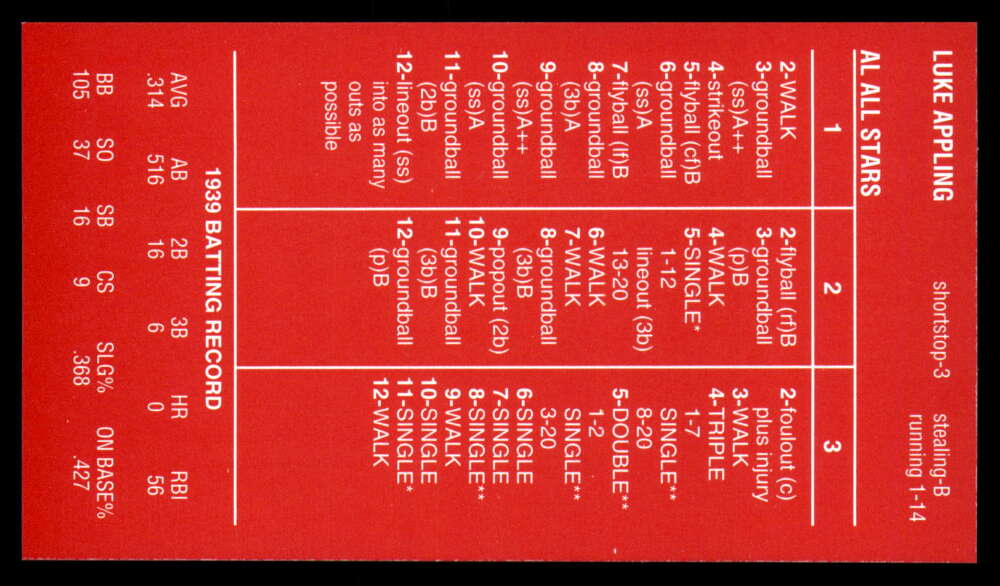 LUKE APPLING shortstop-3 stealing-B
running 1-14
AL ALL STARS
1 2 3
2-WALK
3-groundball
(ss)A++
4-strikeout
5-flyball (cf)B
6-groundball
(ss)A
7-flyball (lf)B
8-groundball
(3b)A
9-groundball
(ss)A++
10-groundball
(ss)A
11-groundball
(2b)B
12-lineout (ss)
into as many
outs as
possible
2-flyball (rf)B
3-groundball
(p)B
4-WALK
5-SINGLE*
1-12
lineout (3b)
13-20
6-WALK
7-WALK
8-groundball
(3b)B
9-popout (2b)
10-WALK
11-groundball
(3b)B
12-groundball
(p)B
2-foulout (c)
plus injury
3-WALK
4-TRIPLE
1-7
SINGLE**
8-20
5-DOUBLE**
1-2
SINGLE**
3-20
6-SINGLE
7-SINGLE
8-SINGLE**
9-WALK
10-SINGLE
11-SINGLE*
12-WALK
1939 BATTING RECORD
AVG AB 2B 3B HR RBI
.314 516 16 6 0 56
BB SO SB CS SLG% ON BASE%
105 37 16 9 .368 .427